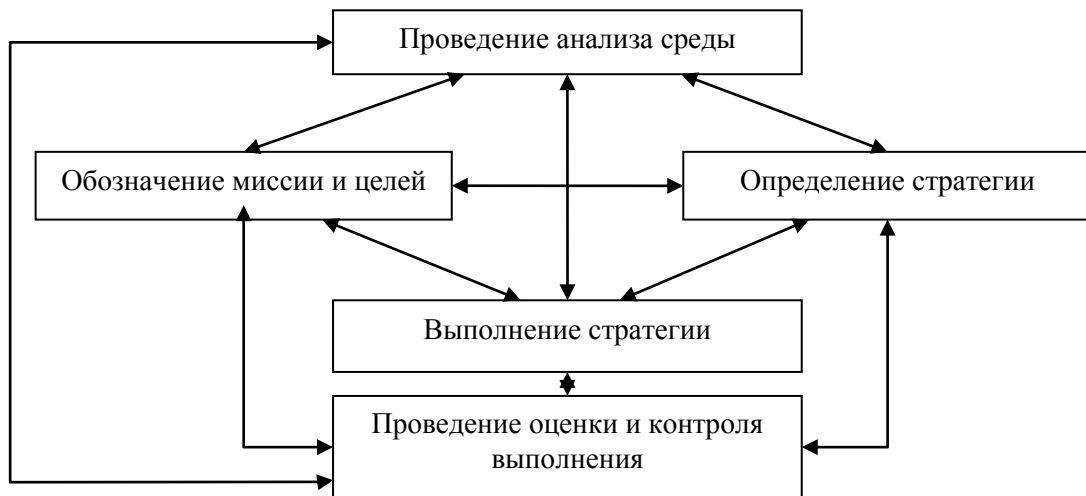 Проведение анализа среды
Обозначение миссии и целей
Определение стратегии
Выполнение стратегии
Проведение оценки и контроля
выполнения